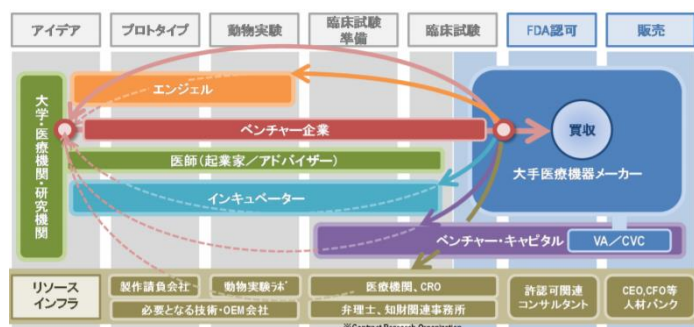 アイデア
プロトタイプ
動物実験
臨床試験
準備
臨床試験
FDA認可
販売
大学・医療機関・研究機関
エンジェル
ベンチャー企業
医師(起業家/アドバイザー)
インキュベーター
買収
大手医療機器メーカー
ベンチャー・キャピタル
VA/CVC
リソース
インフラ
製作請負会社
動物実験ラボ
医療機関、CRO
必要となる技術・OEM会社
弁理士、知財関連事務所
許認可関連
コンサルタント
CEO,CFO等
人材バンク
※Contract Research Organization